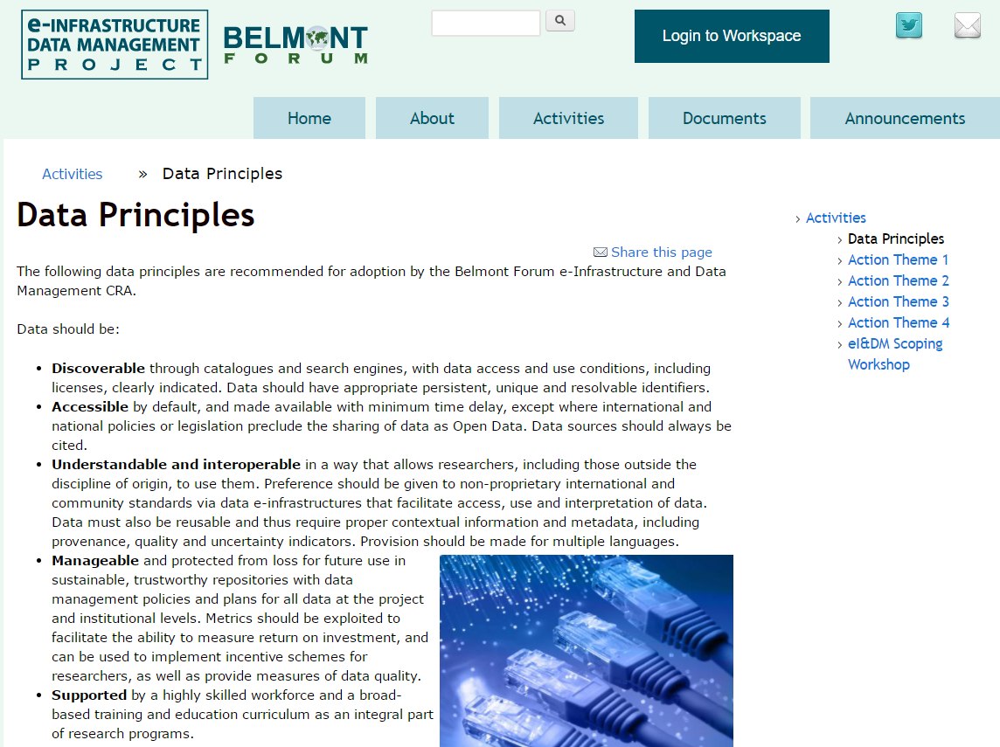 e-INFRASTRUCTURE
DATA MANAGEMENT
PROJECT
BELMONT
FORUM
Login to Workspace
Home
About
Activities
Documents
Announcements
Activities » Data Principles
Data Principles
Share this page
The following data principles are recommended for adoption by the Belmont Forum e-Infrastructure and Data
Management CRA.
Data should be:
• Discoverable through catalogues and search engines, with data access and use conditions, including
licenses, clearly indicated. Data should have appropriate persistent, unique and resolvable identifiers.
• Accessible by default, and made available with minimum time delay, except where international and
national policies or legislation preclude the sharing of data as Open Data. Data sources should always be
cited.
• Understandable and interoperable in a way that allows researchers, including those outside the
discipline of origin, to use them. Preference should be given to non-proprietary international and
community standards via data e-infrastructures that facilitate access, use and interpretation of data.
Data must also be reusable and thus require proper contextual information and metadata, including
provenance, quality and uncertainty indicators. Provision should be made for multiple languages.
• Manageable and protected from loss for future use in
sustainable, trustworthy repositories with data
management policies and plans for all data at the project
and institutional levels. Metrics should be exploited to
facilitate the ability to measure return on investment, and
can be used to implement incentive schemes for
researchers, as well as provide measures of data quality.
• Supported by a highly skilled workforce and a broad-
based training and education curriculum as an integral part
of research programs.
› Activities
› Data Principles
› Action Theme 1
› Action Theme 2
› Action Theme 3
› Action Theme 4
› eI&DM Scoping
Workshop